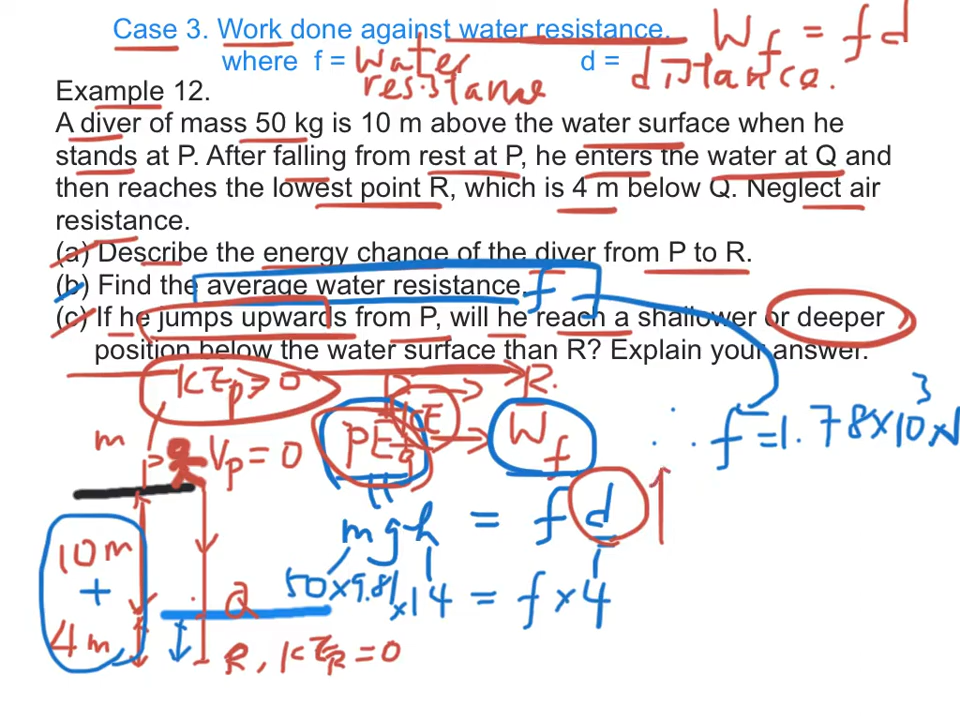 Case 3. Work done against water resistance. Wf = fd
where f = water resistance d = distance.
Example 12.
A diver of mass 50 kg is 10 m above the water surface when he
stands at P. After falling from rest at P, he enters the water at Q and
then reaches the lowest point R, which is 4 m below Q. Neglect air
resistance.
(a) Describe the energy change of the diver from P to R.
(b) Find the average water resistance. f f
(c) If he jumps upwards from P, will he reach a shallower or deeper
position below the water surface than R? Explain your answer.
KEp > 0 R.
m Vp = 0 PE KE Wf ∴ f = 1.78×10³ N
mgh = fd
10m
+ Q 50×9.81×14 = f×4
4m R, KER = 0